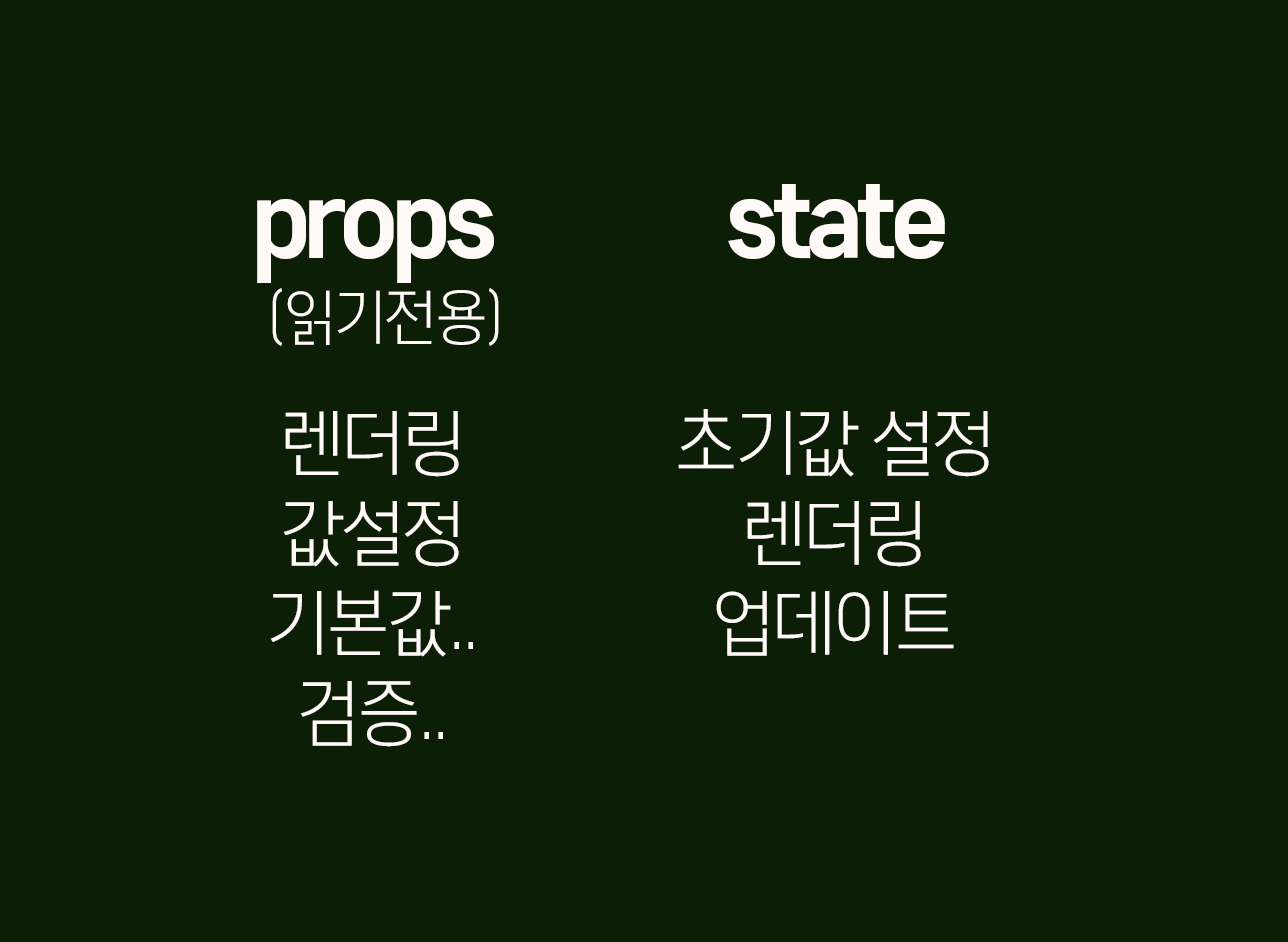 props
(읽기전용)
렌더링
값설정
기본값..
검증..
state
초기값 설정
렌더링
업데이트